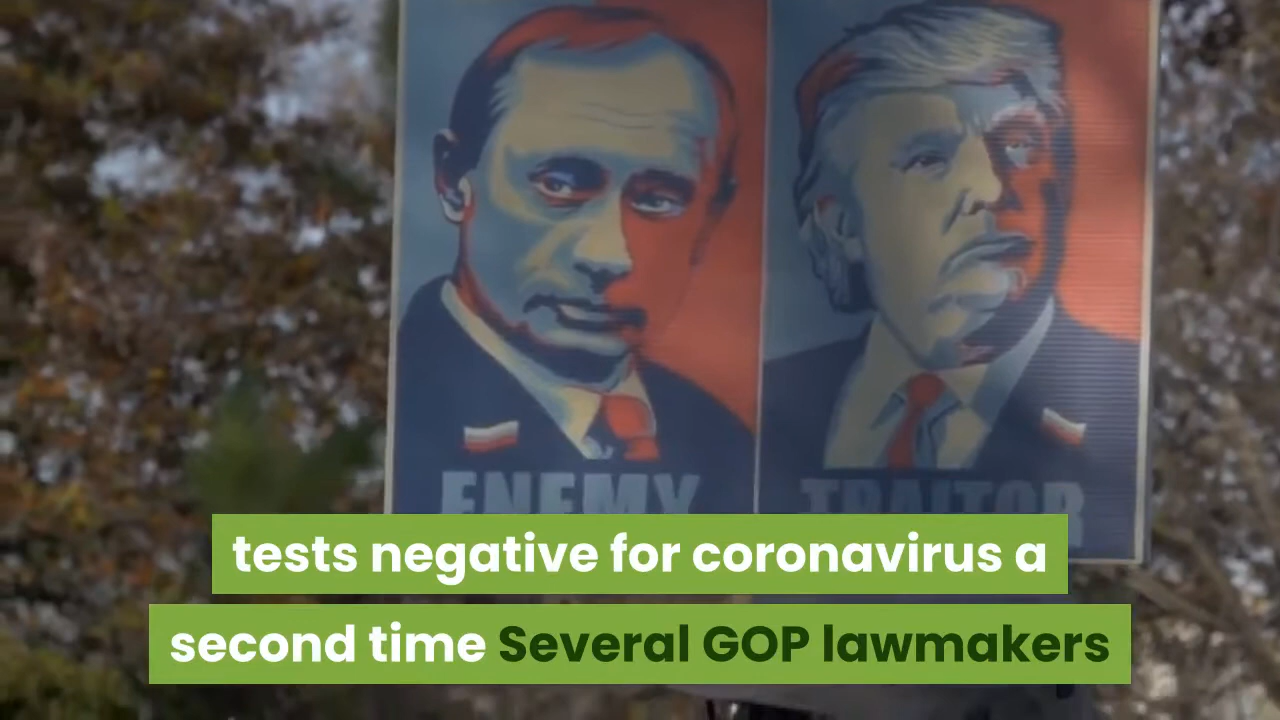 ENEMY TRAITOR
tests negative for coronavirus a
second time Several GOP lawmakers